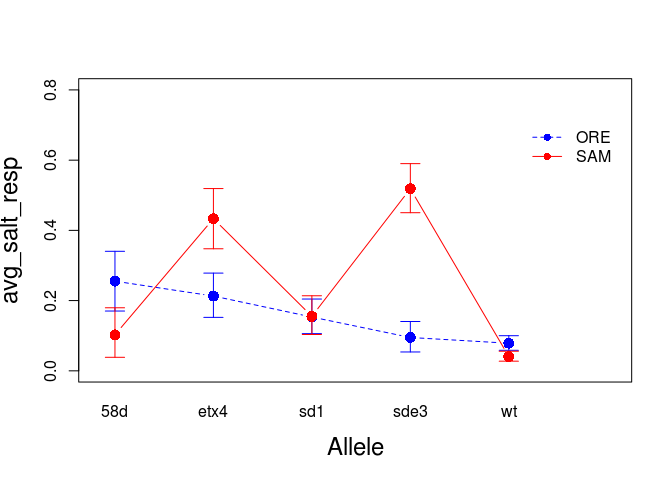 0.8
0.6
0.4
0.2
0.0
avg_salt_resp
ORE
SAM
58d etx4 sd1 sde3 wt
Allele